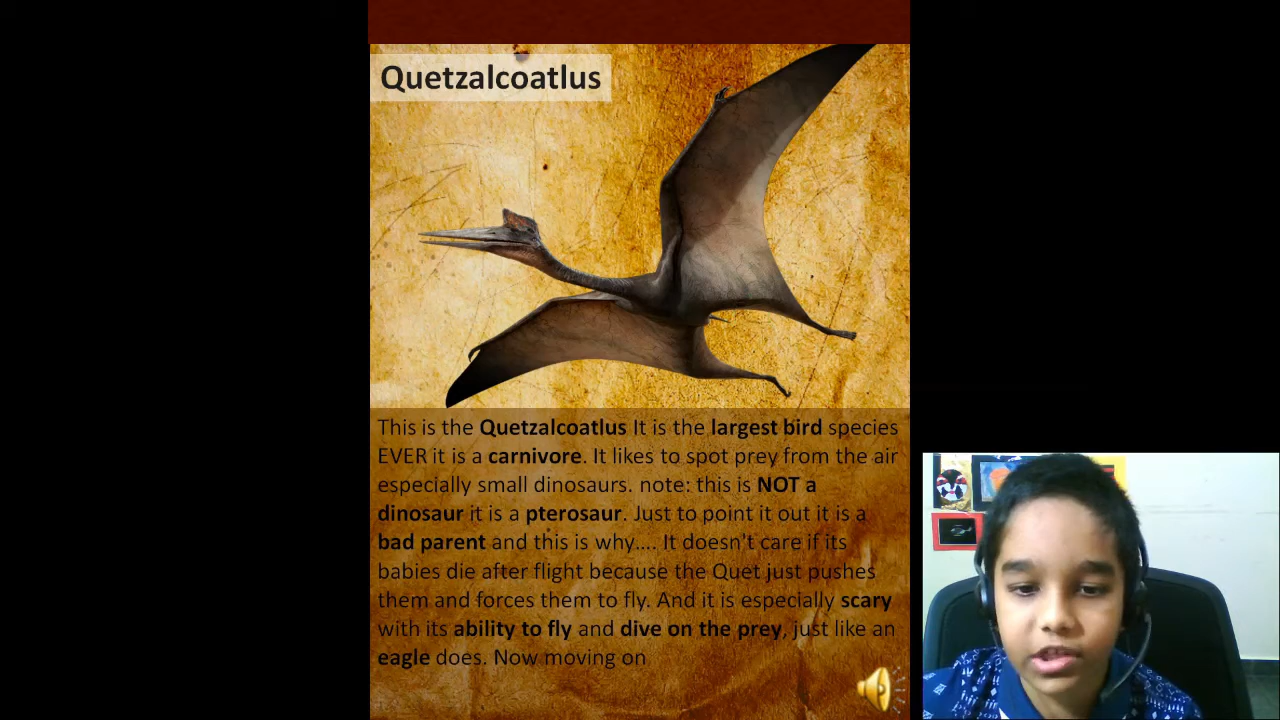 Quetzalcoatlus
This is the Quetzalcoatlus It is the largest bird species
EVER it is a carnivore. It likes to spot prey from the air
especially small dinosaurs. note: this is NOT a
dinosaur it is a pterosaur. Just to point it out it is a
bad parent and this is why.... It doesn't care if its
babies die after flight because the Quet just pushes
them and forces them to fly. And it is especially scary
with its ability to fly and dive on the prey, just like an
eagle does. Now moving on